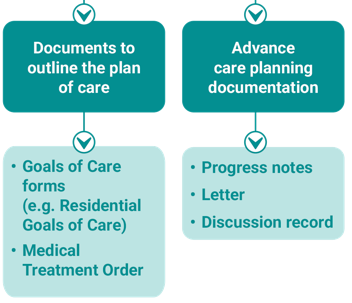 Documents to
outline the plan
of care
Advance
care planning
documentation
• Goals of Care
forms
(e.g. Residential
Goals of Care)
• Medical
Treatment Order
• Progress notes
• Letter
• Discussion record